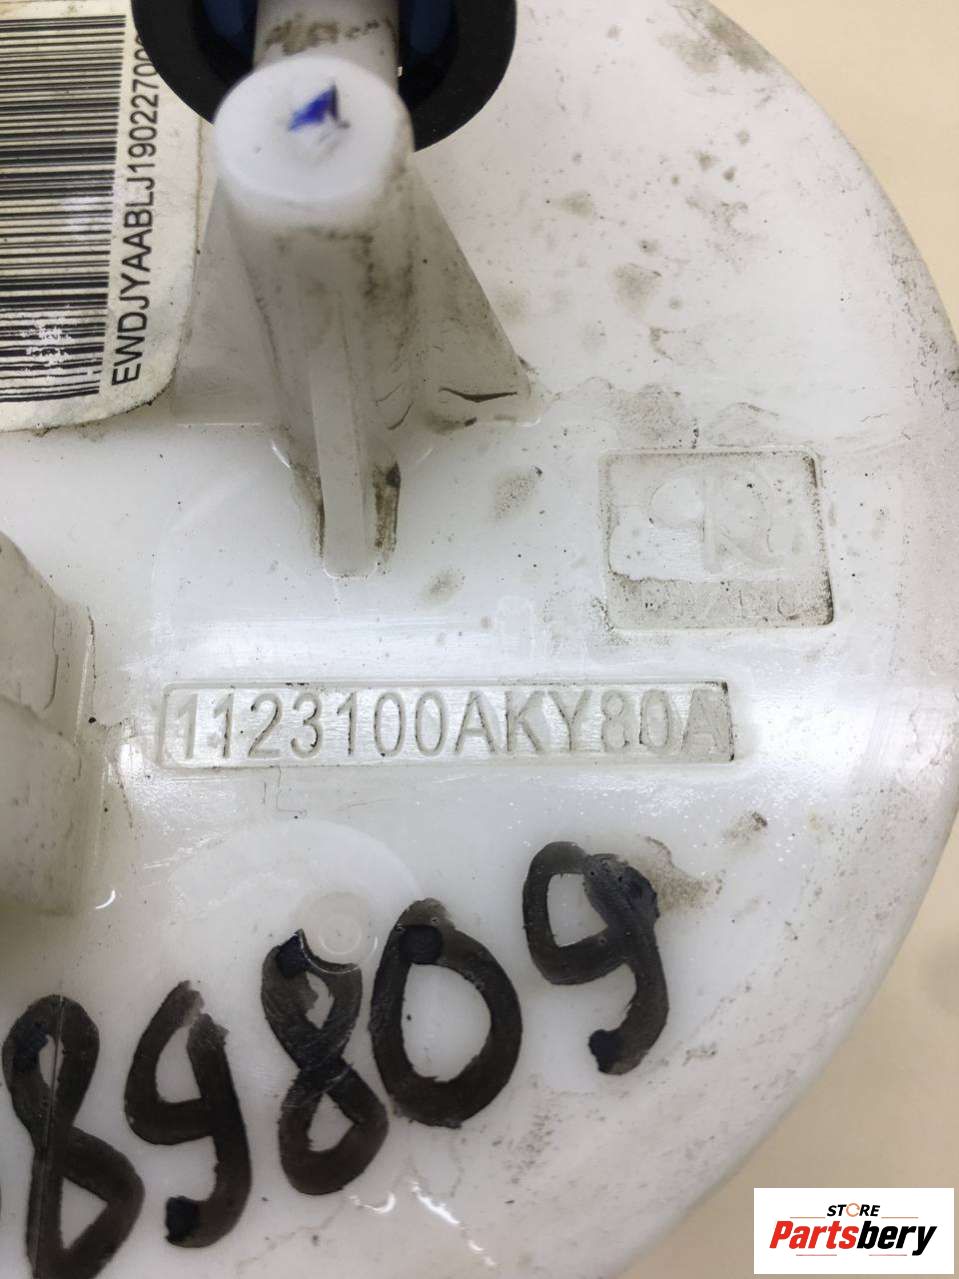 EWDJYAABLJ1902270
1123100AKY80A
89809
STORE
Partsbery